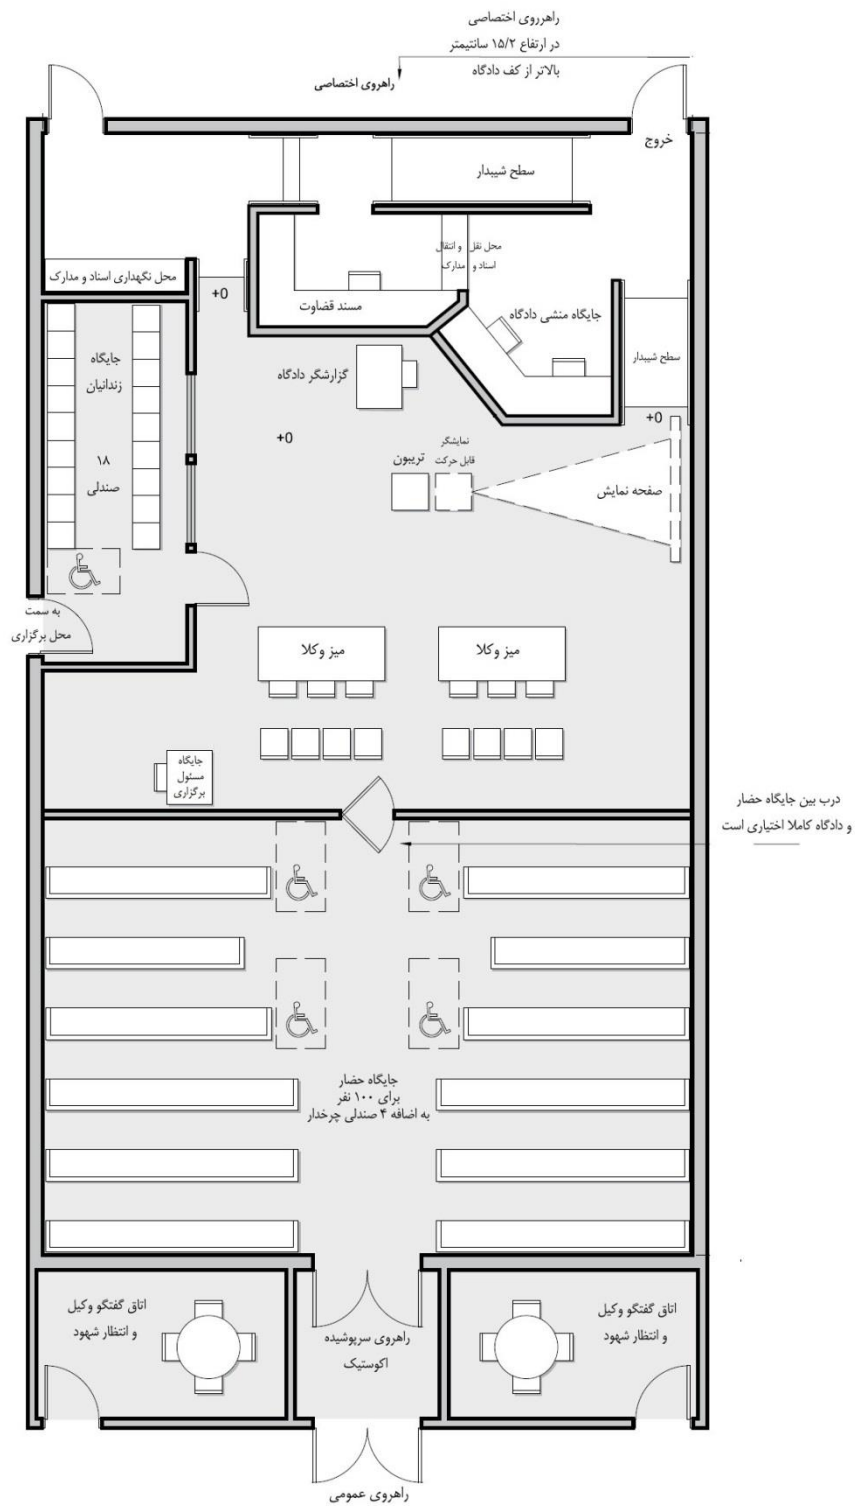 راهرروی اختصاصی
در ارتفاع ۱۵/۲ سانتیمتر
بالاتر از کف دادگاه
راهروی اختصاصی
خروج
سطح شیبدار
محل نقل و انتقال
اسناد و مدارک
محل نگهداری اسناد و مدارک
+0
مسند قضاوت
جایگاه منشی دادگاه
سطح شیبدار
جایگاه
زندانیان
۱۸
صندلی
گزارشگر دادگاه
+0
+0
نمایشگر
قابل حرکت
تریبون
صفحه نمایش
به سمت
محل برگزاری
میز وکلا
میز وکلا
جایگاه
مسئول
برگزاری
درب بین جایگاه حضار
و دادگاه کاملا اختیاری است
جایگاه حضار
برای ۱۰۰ نفر
به اضافه ۴ صندلی چرخدار
اتاق گفتگو وکیل
و انتظار شهود
اتاق گفتگو وکیل
و انتظار شهود
راهروی سرپوشیده
اکوستیک
راهروی عمومی